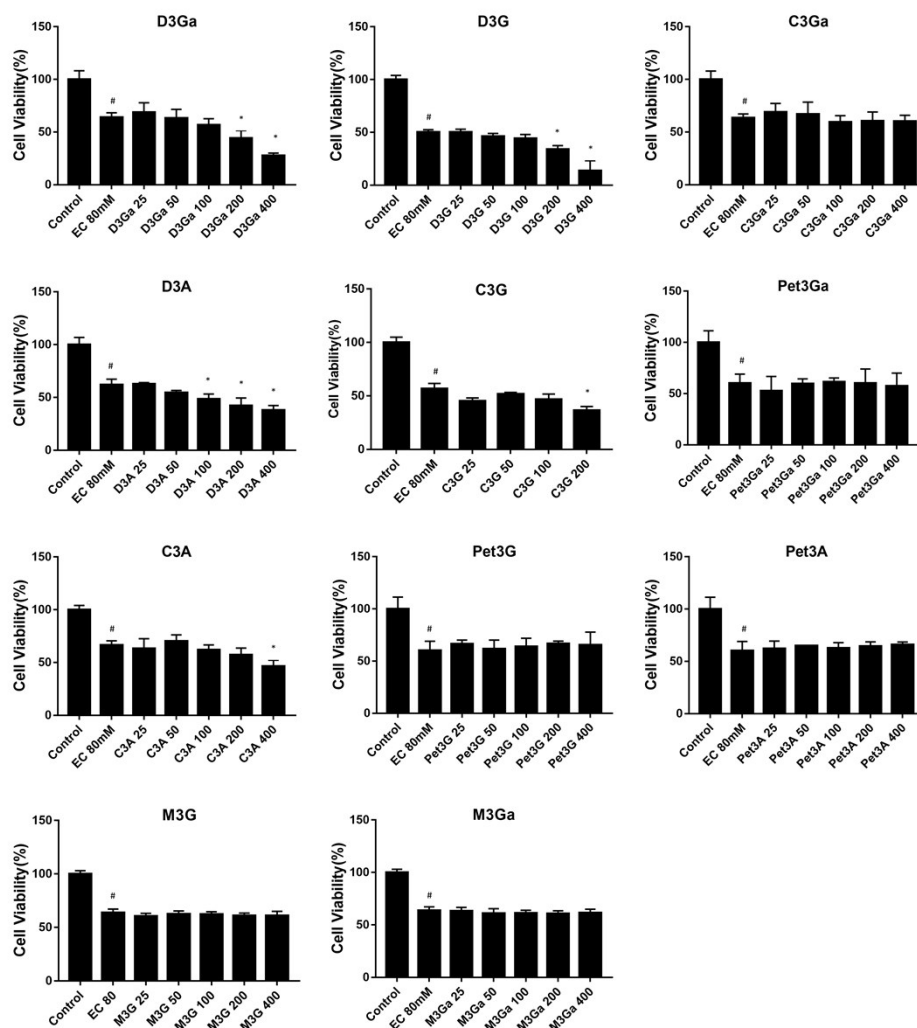 D3Ga
Cell Viability(%)
150
100
50
0
#
*
*
Control
EC 80mM
D3Ga 25
D3Ga 50
D3Ga 100
D3Ga 200
D3Ga 400
D3G
Cell Viability(%)
150
100
50
0
#
*
*
Control
EC 80mM
D3G 25
D3G 50
D3G 100
D3G 200
D3G 400
C3Ga
Cell Viability(%)
150
100
50
0
#
Control
EC 80mM
C3Ga 25
C3Ga 50
C3Ga 100
C3Ga 200
C3Ga 400
D3A
Cell Viability(%)
150
100
50
0
#
*
*
*
Control
EC 80mM
D3A 25
D3A 50
D3A 100
D3A 200
D3A 400
C3G
Cell Viability(%)
150
100
50
0
#
*
Control
EC 80mM
C3G 25
C3G 50
C3G 100
C3G 200
Pet3Ga
Cell Viability(%)
150
100
50
0
#
Control
EC 80mM
Pet3Ga 25
Pet3Ga 50
Pet3Ga 100
Pet3Ga 200
Pet3Ga 400
C3A
Cell Viability(%)
150
100
50
0
#
*
Control
EC 80mM
C3A 25
C3A 50
C3A 100
C3A 200
C3A 400
Pet3G
Cell Viability(%)
150
100
50
0
#
Control
EC 80mM
Pet3G 25
Pet3G 50
Pet3G 100
Pet3G 200
Pet3G 400
Pet3A
Cell Viability(%)
150
100
50
0
#
Control
EC 80mM
Pet3A 25
Pet3A 50
Pet3A 100
Pet3A 200
Pet3A 400
M3G
Cell Viability(%)
150
100
50
0
#
Control
EC 80
M3G 25
M3G 50
M3G 100
M3G 200
M3G 400
M3Ga
Cell Viability(%)
150
100
50
0
#
Control
EC 80mM
M3Ga 25
M3Ga 50
M3Ga 100
M3Ga 200
M3Ga 400